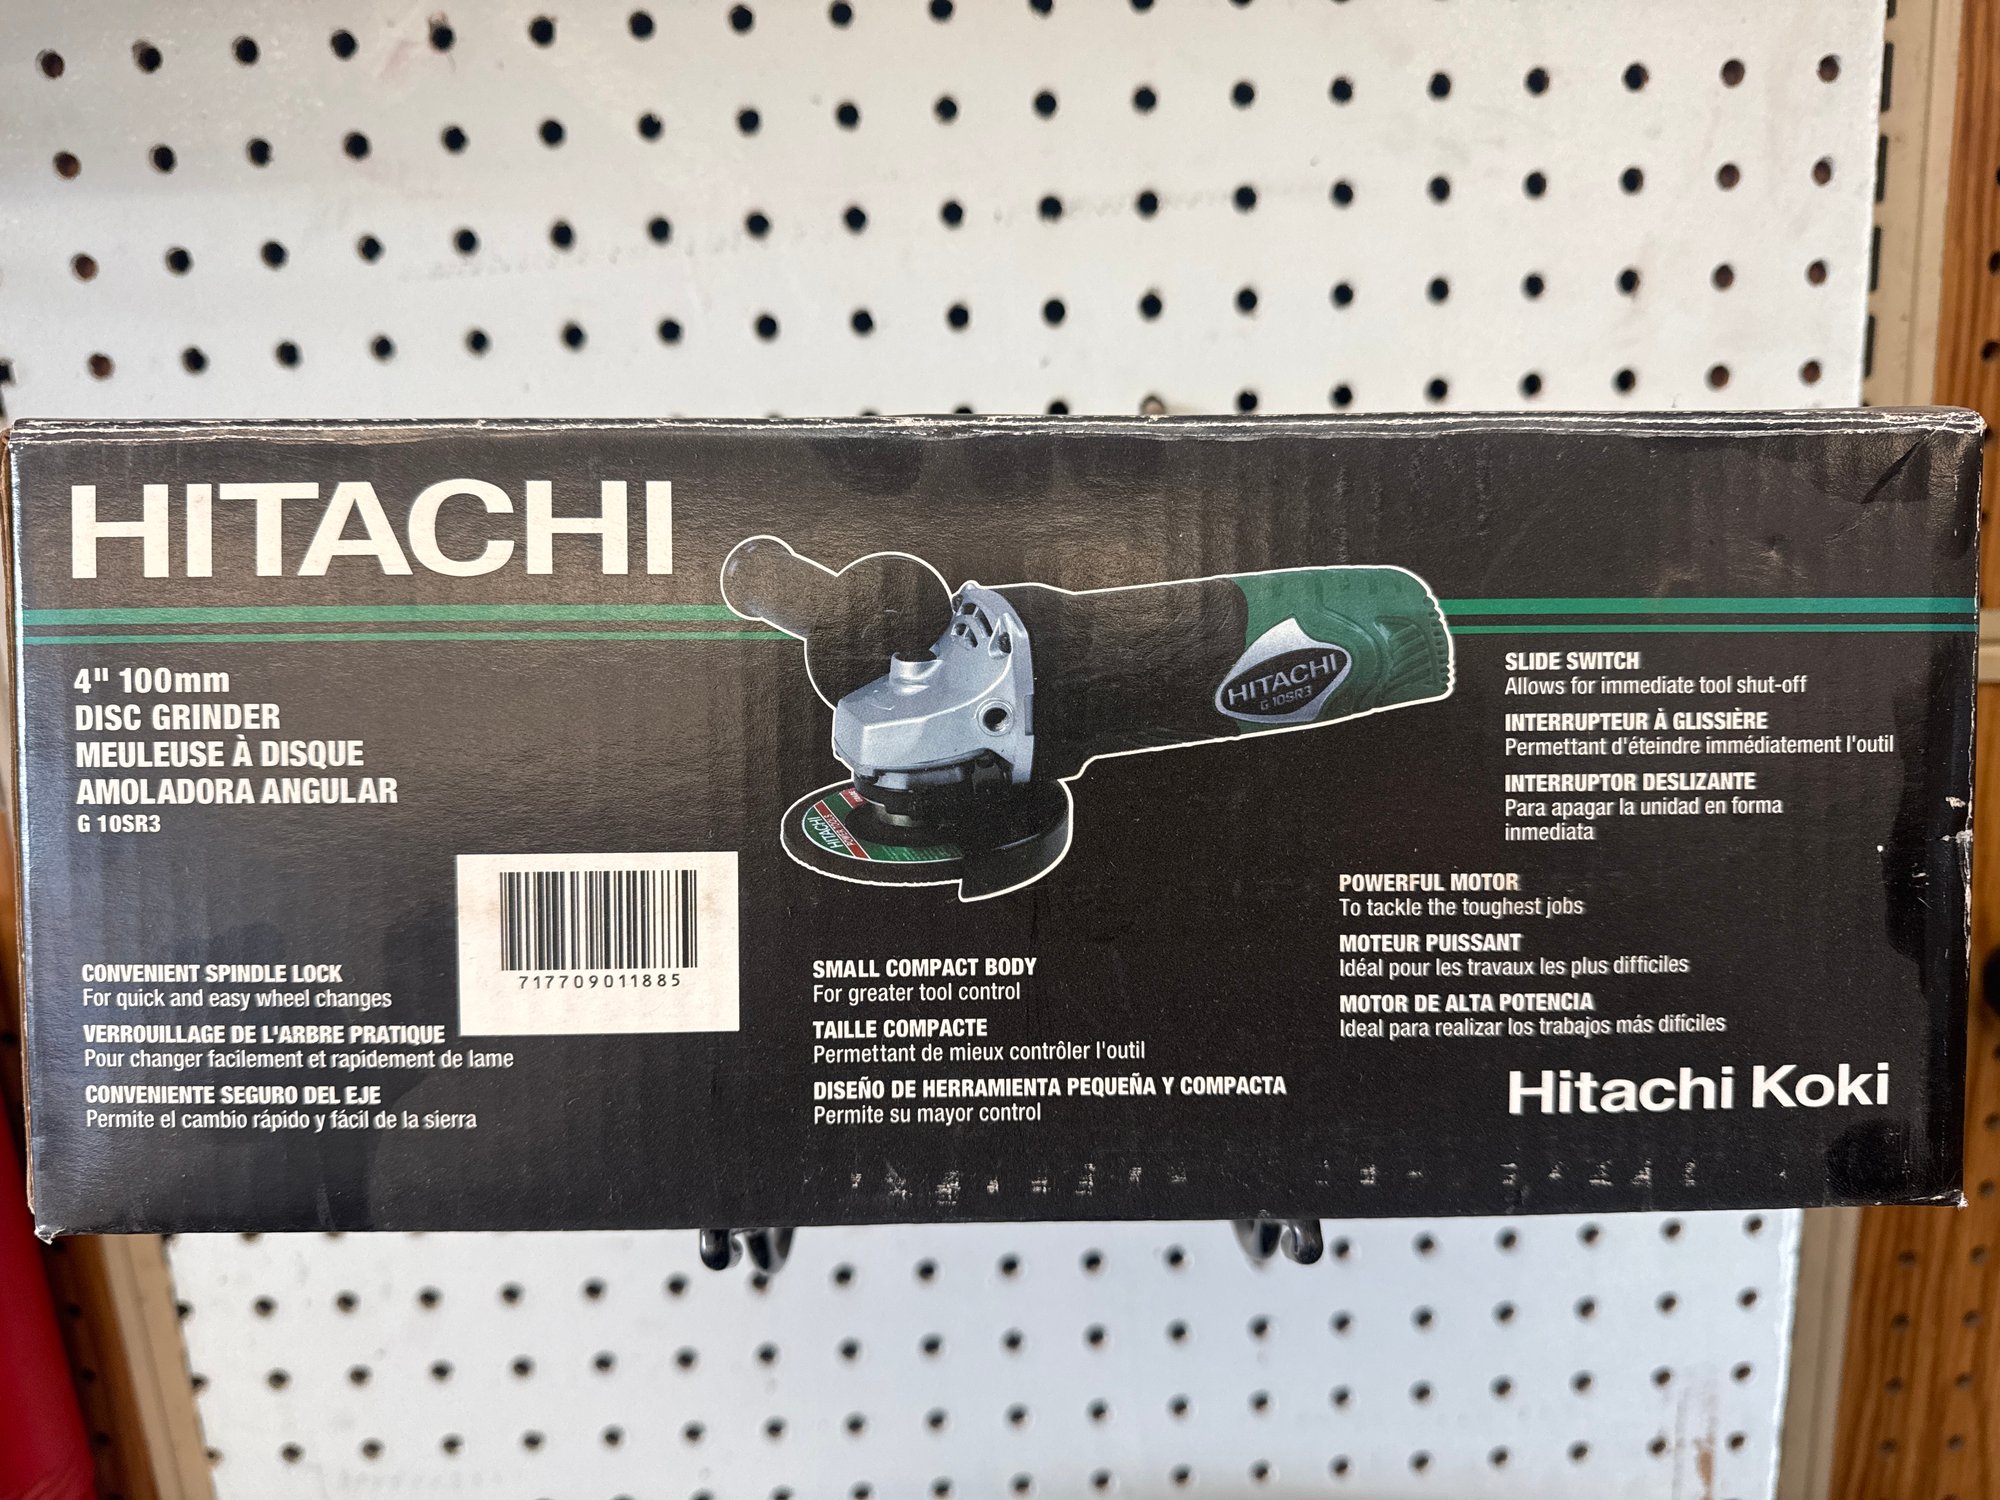 HITACHI
4" 100mm
DISC GRINDER
MEULEUSE À DISQUE
AMOLADORA ANGULAR
G 10SR3
HITACHI
G 10SR3
HITACHI
SLIDE SWITCH
Allows for immediate tool shut-off
INTERRUPTEUR À GLISSIÈRE
Permettant d'éteindre immédiatement l'outil
INTERRUPTOR DESLIZANTE
Para apagar la unidad en forma
inmediata
717709011885
CONVENIENT SPINDLE LOCK
For quick and easy wheel changes
VERROUILLAGE DE L'ARBRE PRATIQUE
Pour changer facilement et rapidement de lame
CONVENIENTE SEGURO DEL EJE
Permite el cambio rápido y fácil de la sierra
SMALL COMPACT BODY
For greater tool control
TAILLE COMPACTE
Permettant de mieux contrôler l'outil
DISEÑO DE HERRAMIENTA PEQUEÑA Y COMPACTA
Permite su mayor control
POWERFUL MOTOR
To tackle the toughest jobs
MOTEUR PUISSANT
Idéal pour les travaux les plus difficiles
MOTOR DE ALTA POTENCIA
Ideal para realizar los trabajos más difíciles
Hitachi Koki